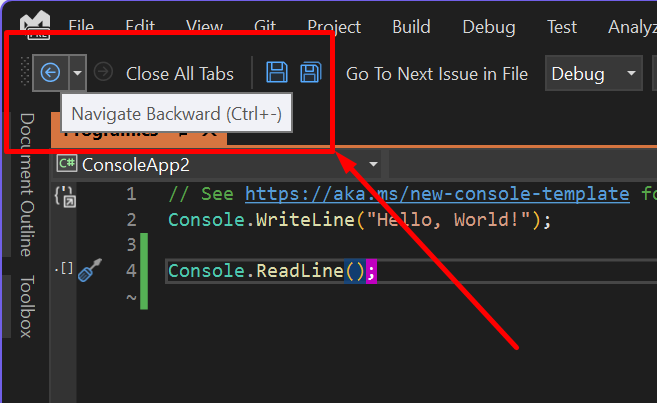 File Edit View Git Project Build Debug Test Analyz
PRE
Close All Tabs Go To Next Issue in File Debug
Navigate Backward (Ctrl+-)
Document Outline
Toolbox
C# ConsoleApp2
1 // See https://aka.ms/new-console-template fo
2 Console.WriteLine("Hello, World!");
3
4 Console.ReadLine();
~